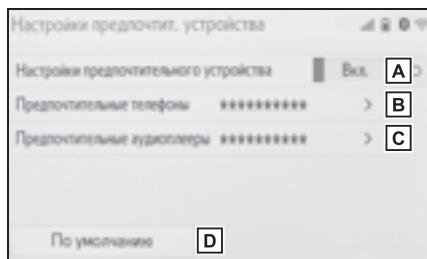 Настройки предпочтит. устройства
Настройки предпочтительного устройства Вкл. A
Предпочтительные телефоны ********** > B
Предпочтительные аудиоплееры ********** > C
По умолчанию D